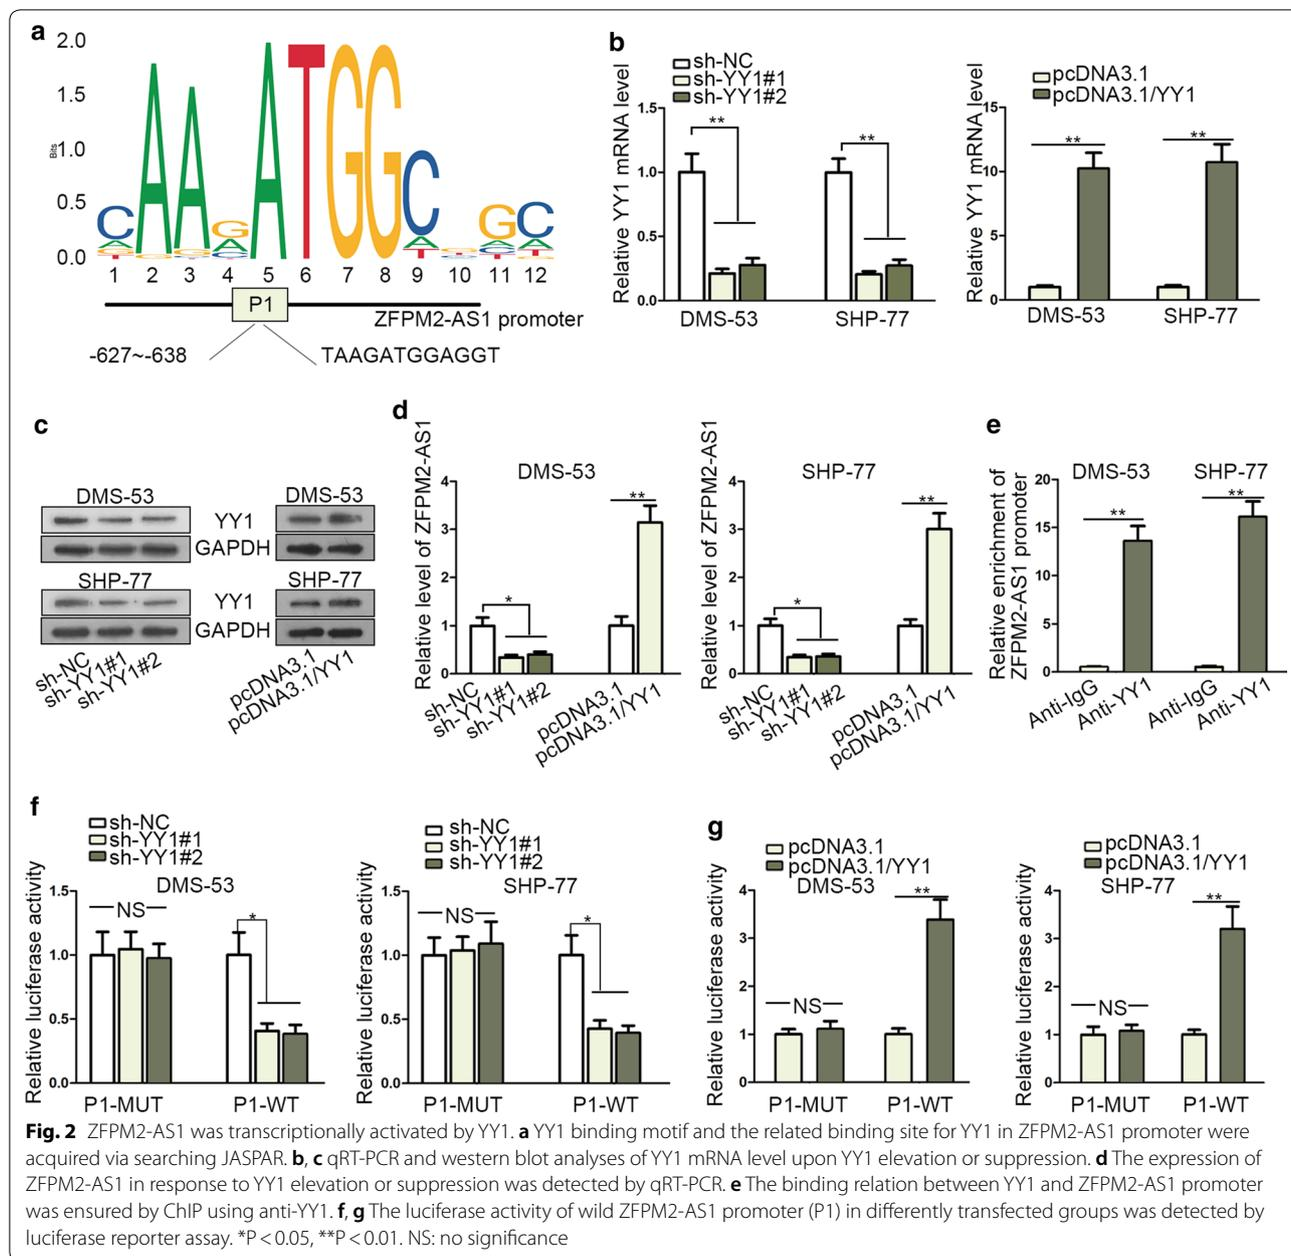 a
2.0
1.5
1.0
0.5
0.0
Bits
CAAGATGGC GC
1 2 3 4 5 6 7 8 9 10 11 12
P1
ZFPM2-AS1 promoter
-627~-638
TAAGATGGAGGT
b
sh-NC
sh-YY1#1
sh-YY1#2
Relative YY1 mRNA level
1.5
1.0
0.5
0.0
** **
DMS-53 SHP-77
pcDNA3.1
pcDNA3.1/YY1
Relative YY1 mRNA level
15
10
5
0
** **
DMS-53 SHP-77
c
DMS-53 DMS-53
YY1
GAPDH
SHP-77 SHP-77
YY1
GAPDH
sh-NC
sh-YY1#1
sh-YY1#2
pcDNA3.1
pcDNA3.1/YY1
d
Relative level of ZFPM2-AS1
DMS-53
4
3
2
1
0
* **
sh-NC
sh-YY1#1
sh-YY1#2
pcDNA3.1
pcDNA3.1/YY1
Relative level of ZFPM2-AS1
SHP-77
4
3
2
1
0
* **
sh-NC
sh-YY1#1
sh-YY1#2
pcDNA3.1
pcDNA3.1/YY1
e
Relative enrichment of
ZFPM2-AS1 promoter
DMS-53 SHP-77
20
15
10
5
0
** **
Anti-IgG
Anti-YY1
Anti-IgG
Anti-YY1
f
sh-NC
sh-YY1#1
sh-YY1#2
DMS-53
Relative luciferase activity
1.5
1.0
0.5
0.0
NS *
P1-MUT P1-WT
sh-NC
sh-YY1#1
sh-YY1#2
SHP-77
Relative luciferase activity
1.5
1.0
0.5
0.0
NS *
P1-MUT P1-WT
g
pcDNA3.1
pcDNA3.1/YY1
DMS-53
Relative luciferase activity
4
3
2
1
0
NS **
P1-MUT P1-WT
pcDNA3.1
pcDNA3.1/YY1
SHP-77
Relative luciferase activity
4
3
2
1
0
NS **
P1-MUT P1-WT
Fig. 2 ZFPM2-AS1 was transcriptionally activated by YY1. a YY1 binding motif and the related binding site for YY1 in ZFPM2-AS1 promoter were
acquired via searching JASPAR. b, c qRT-PCR and western blot analyses of YY1 mRNA level upon YY1 elevation or suppression. d The expression of
ZFPM2-AS1 in response to YY1 elevation or suppression was detected by qRT-PCR. e The binding relation between YY1 and ZFPM2-AS1 promoter
was ensured by ChIP using anti-YY1. f, g The luciferase activity of wild ZFPM2-AS1 promoter (P1) in differently transfected groups was detected by
luciferase reporter assay. *P < 0.05, **P < 0.01. NS: no significance